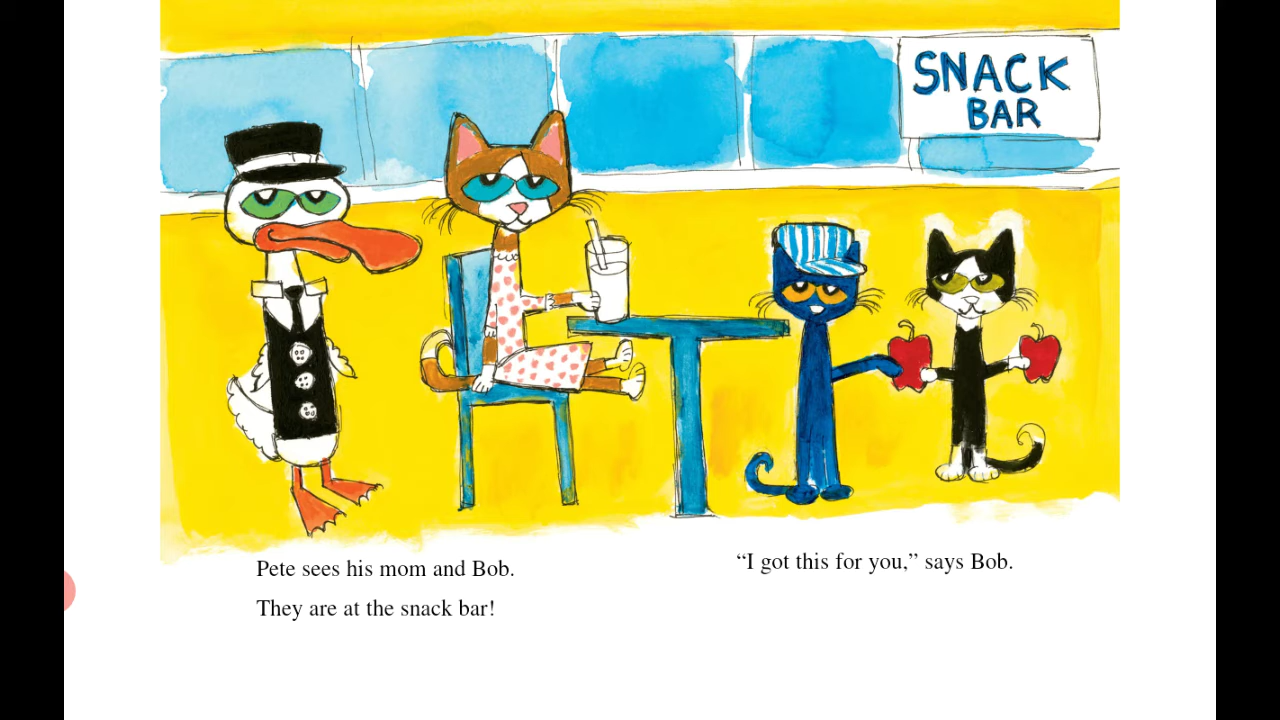 SNACK
BAR
Pete sees his mom and Bob.
They are at the snack bar!
“I got this for you,” says Bob.